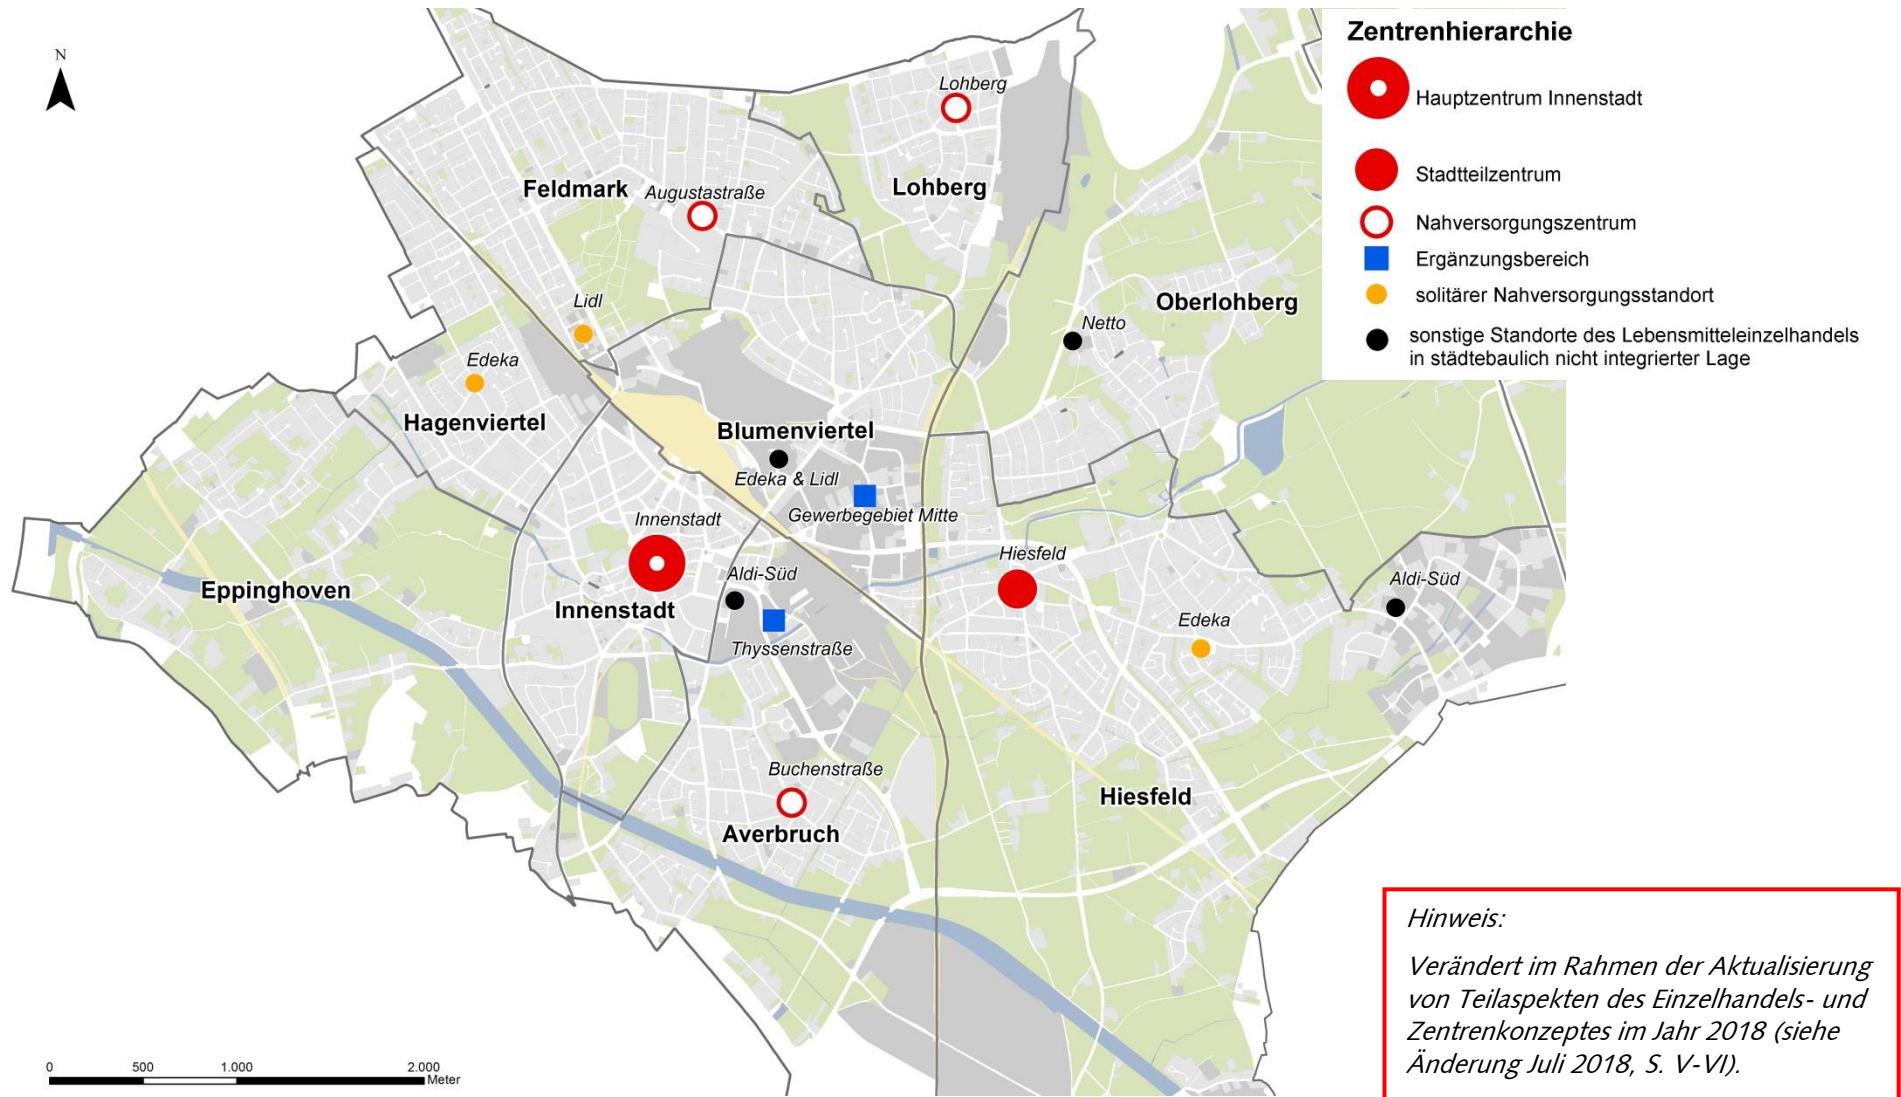 N
Zentrenhierarchie
Hauptzentrum Innenstadt
Stadtteilzentrum
Nahversorgungszentrum
Ergänzungsbereich
solitärer Nahversorgungsstandort
sonstige Standorte des Lebensmitteleinzelhandels
in städtebaulich nicht integrierter Lage
Lohberg
Lohberg
Feldmark
Augustastraße
Oberlohberg
Lidl
Netto
Edeka
Hagenviertel
Blumenviertel
Edeka & Lidl
Gewerbegebiet Mitte
Innenstadt
Hiesfeld
Aldi-Süd
Aldi-Süd
Eppinghoven
Innenstadt
Edeka
Thyssenstraße
Buchenstraße
Hiesfeld
Averbruch
Hinweis:
Verändert im Rahmen der Aktualisierung
von Teilaspekten des Einzelhandels- und
Zentrenkonzeptes im Jahr 2018 (siehe
Änderung Juli 2018, S. V-VI).
0 500 1.000 2.000
Meter